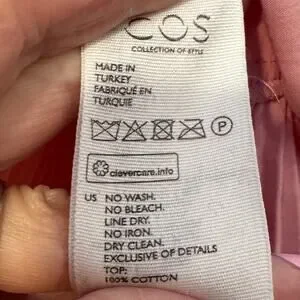 COS
COLLECTION OF STYLE
MADE IN
TURKEY
FABRIQUÉ EN
TURQUIE
P
clevercare.info
US NO WASH.
NO BLEACH.
LINE DRY.
NO IRON.
DRY CLEAN.
EXCLUSIVE OF DETAILS
TOP:
100% COTTON